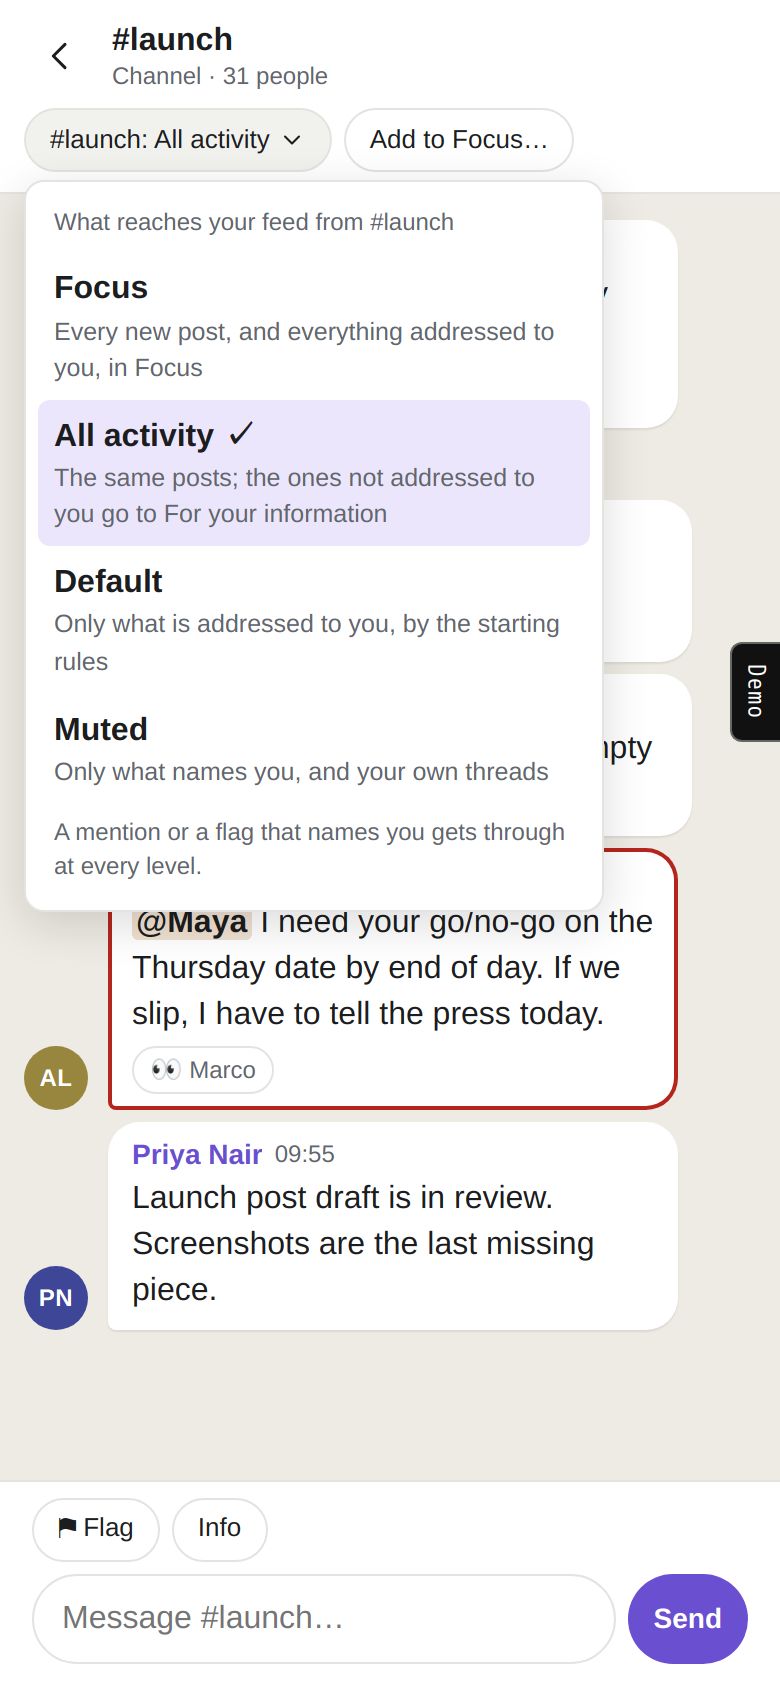 #launch
Channel · 31 people
#launch: All activity
Add to Focus…
What reaches your feed from #launch
Focus
Every new post, and everything addressed to
you, in Focus
All activity ✓
The same posts; the ones not addressed to
you go to For your information
Default
Only what is addressed to you, by the starting
rules
Muted
Only what names you, and your own threads
A mention or a flag that names you gets through
at every level.
Demo
@Maya I need your go/no-go on the
Thursday date by end of day. If we
slip, I have to tell the press today.
👀 Marco
AL
Priya Nair 09:55
Launch post draft is in review.
Screenshots are the last missing
piece.
PN
⚑ Flag
Info
Message #launch…
Send